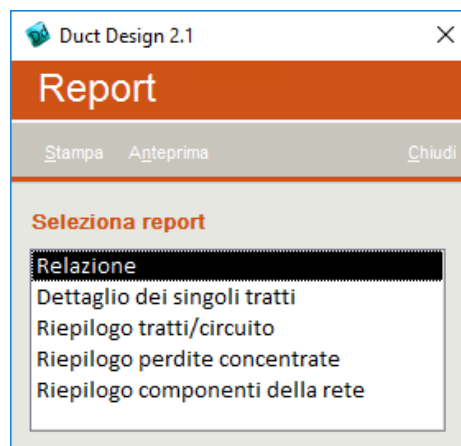 Duct Design 2.1
Report
Stampa Anteprima Chiudi
Seleziona report
Relazione
Dettaglio dei singoli tratti
Riepilogo tratti/circuito
Riepilogo perdite concentrate
Riepilogo componenti della rete